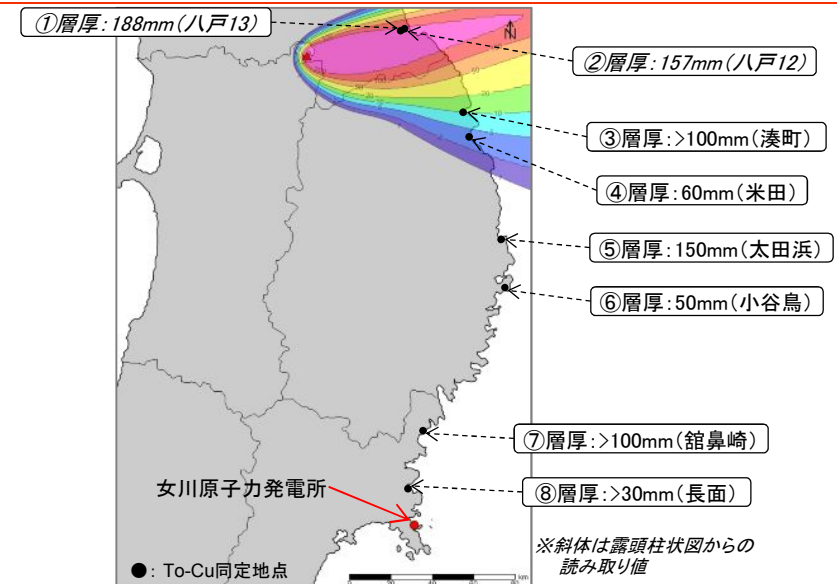 ①層厚:188mm(八戸13)
N
②層厚:157mm(八戸12)
③層厚:>100mm(湊町)
④層厚:60mm(米田)
⑤層厚:150mm(太田浜)
⑥層厚:50mm(小谷鳥)
⑦層厚:>100mm(舘鼻崎)
女川原子力発電所
⑧層厚:>30mm(長面)
※斜体は露頭柱状図からの
読み取り値
●:To-Cu同定地点
km